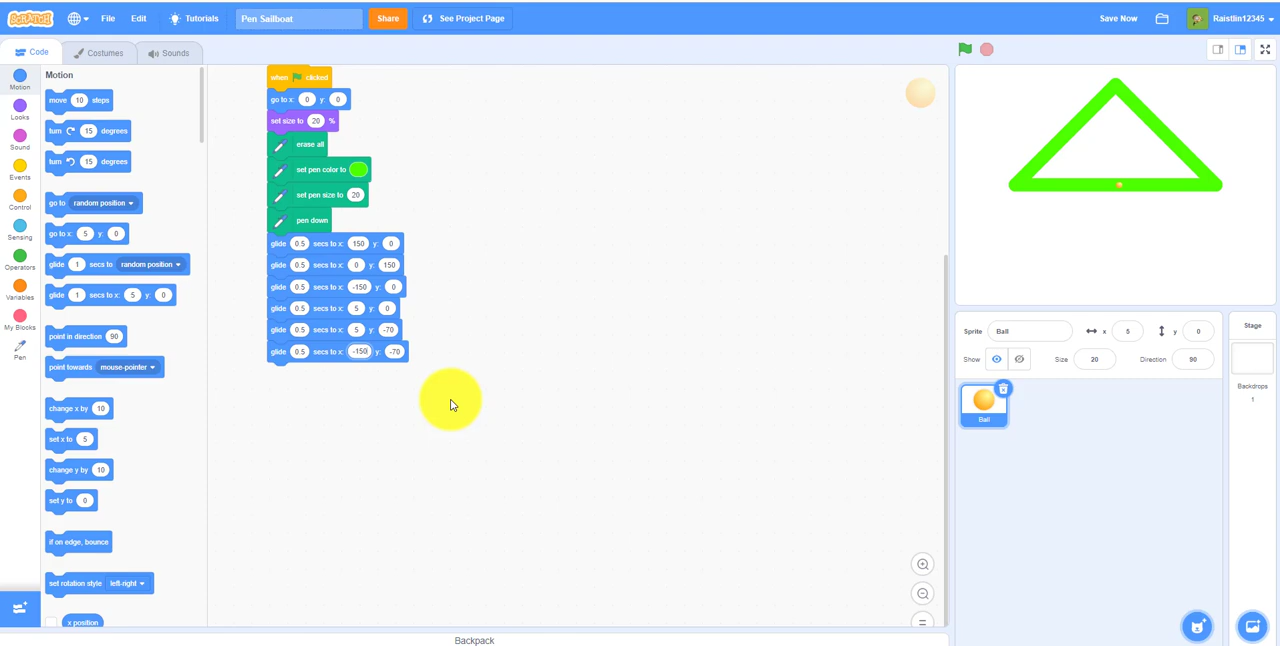 SCRATCH File Edit Tutorials Pen Sailboat Share See Project Page Save Now Raistlin12345
Code Costumes Sounds
Motion
Looks
Sound
Events
Control
Sensing
Operators
Variables
My Blocks
Pen
Motion
move 10 steps
turn 15 degrees
turn 15 degrees
go to random position
go to x: 5 y: 0
glide 1 secs to random position
glide 1 secs to x: 5 y: 0
point in direction 90
point towards mouse-pointer
change x by 10
set x to 5
change y by 10
set y to 0
if on edge, bounce
set rotation style left-right
x position
when clicked
go to x: 0 y: 0
set size to 20 %
erase all
set pen color to
set pen size to 20
pen down
glide 0.5 secs to x: 150 y: 0
glide 0.5 secs to x: 0 y: 150
glide 0.5 secs to x: -150 y: 0
glide 0.5 secs to x: 5 y: 0
glide 0.5 secs to x: 5 y: -70
glide 0.5 secs to x: -150 y: -70
Sprite Ball x 5 y 0
Show Size 20 Direction 90
Ball
Stage
Backdrops
1
Backpack